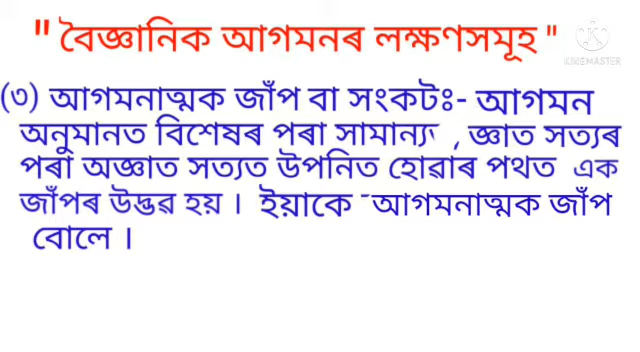 " বৈজ্ঞানিক আগমনৰ লক্ষণসমূহ "
KINEMASTER
(৩) আগমনাত্মক জাঁপ বা সংকটঃ- আগমন
অনুমানত বিশেষৰ পৰা সামান্য , জ্ঞাত সত্যৰ
পৰা অজ্ঞাত সত্যত উপনিত হোৱাৰ পথত এক
জাঁপৰ উদ্ভৱ হয় । ইয়াকে আগমনাত্মক জাঁপ
বোলে ।